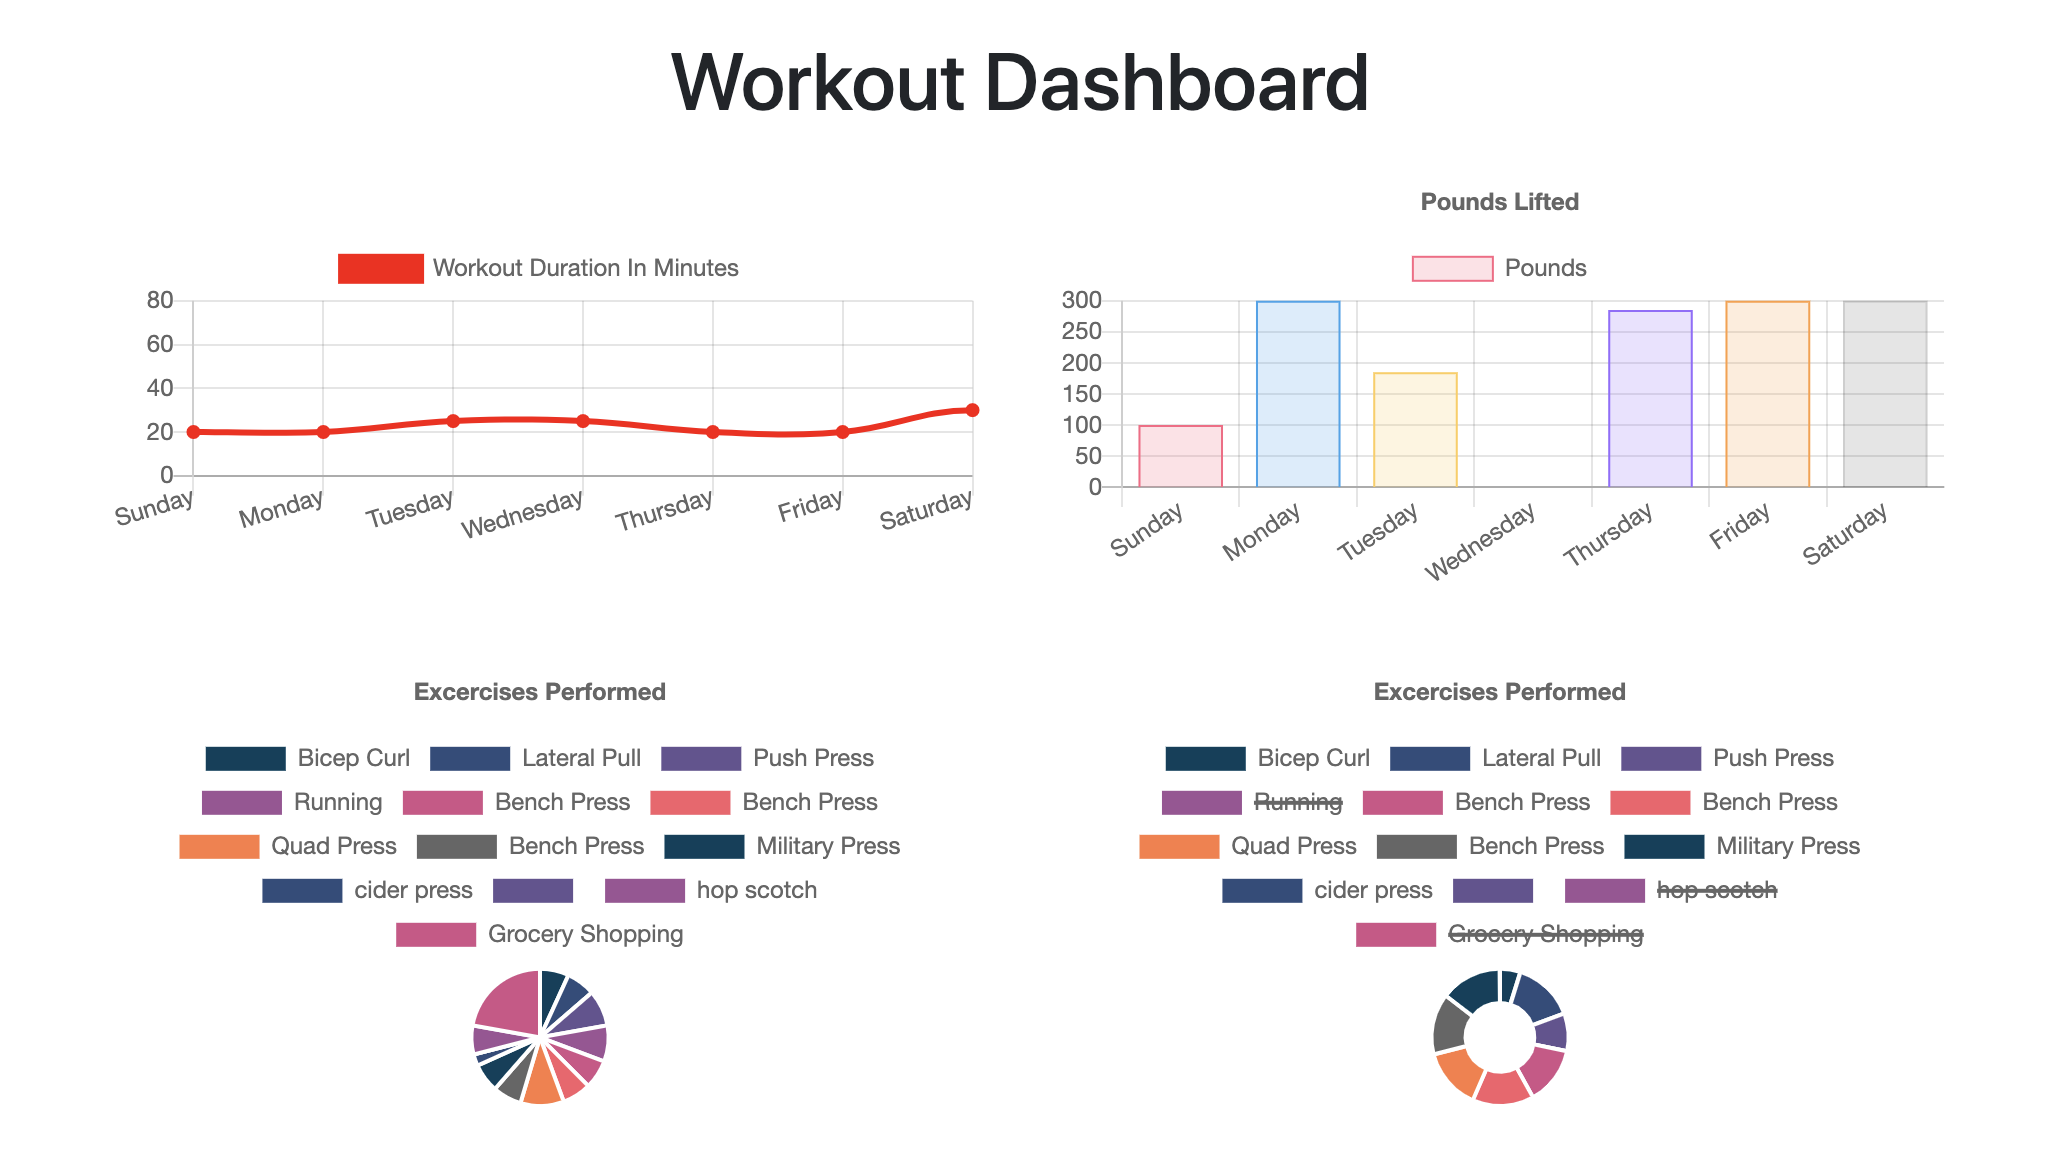 Workout Dashboard
Workout Duration In Minutes
80
60
40
20
0
Sunday Monday Tuesday Wednesday Thursday Friday Saturday
Pounds Lifted
Pounds
300
250
200
150
100
50
0
Sunday Monday Tuesday Wednesday Thursday Friday Saturday
Excercises Performed
Bicep Curl Lateral Pull Push Press
Running Bench Press Bench Press
Quad Press Bench Press Military Press
cider press hop scotch
Grocery Shopping
Excercises Performed
Bicep Curl Lateral Pull Push Press
Running Bench Press Bench Press
Quad Press Bench Press Military Press
cider press hop scotch
Grocery Shopping